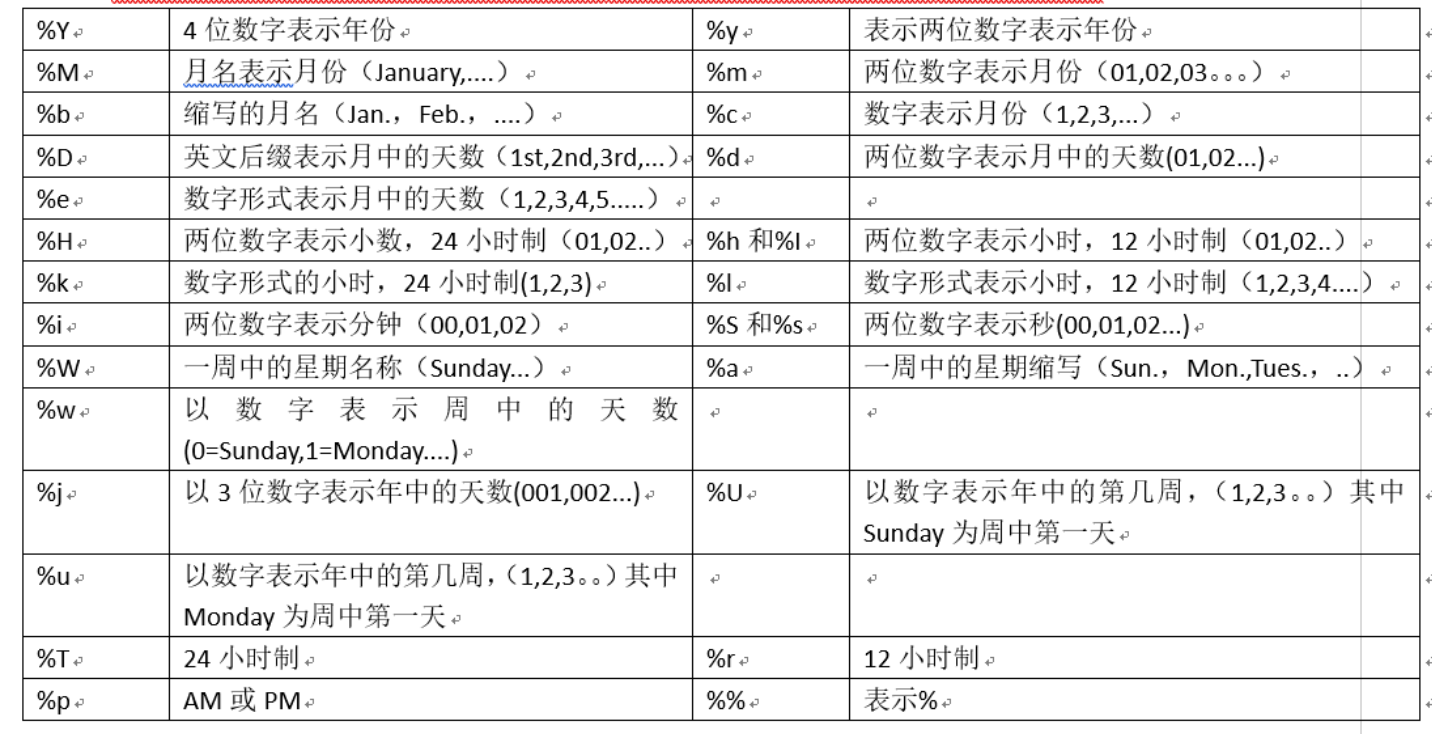 %Y 4 位数字表示年份 %y 表示两位数字表示年份
%M 月名表示月份（January,....） %m 两位数字表示月份（01,02,03。。。）
%b 缩写的月名（Jan.，Feb.，....） %c 数字表示月份（1,2,3,...）
%D 英文后缀表示月中的天数（1st,2nd,3rd,...） %d 两位数字表示月中的天数(01,02...)
%e 数字形式表示月中的天数（1,2,3,4,5.....）
%H 两位数字表示小数，24 小时制（01,02..） %h 和%I 两位数字表示小时，12 小时制（01,02..）
%k 数字形式的小时，24 小时制(1,2,3) %l 数字形式表示小时，12 小时制（1,2,3,4....）
%i 两位数字表示分钟（00,01,02） %S 和%s 两位数字表示秒(00,01,02...)
%W 一周中的星期名称（Sunday...） %a 一周中的星期缩写（Sun.，Mon.,Tues.，..）
%w 以数字表示周中的天数
(0=Sunday,1=Monday....)
%j 以 3 位数字表示年中的天数(001,002...) %U 以数字表示年中的第几周，（1,2,3。。）其中
Sunday 为周中第一天
%u 以数字表示年中的第几周，（1,2,3。。）其中
Monday 为周中第一天
%T 24 小时制 %r 12 小时制
%p AM 或 PM %% 表示%